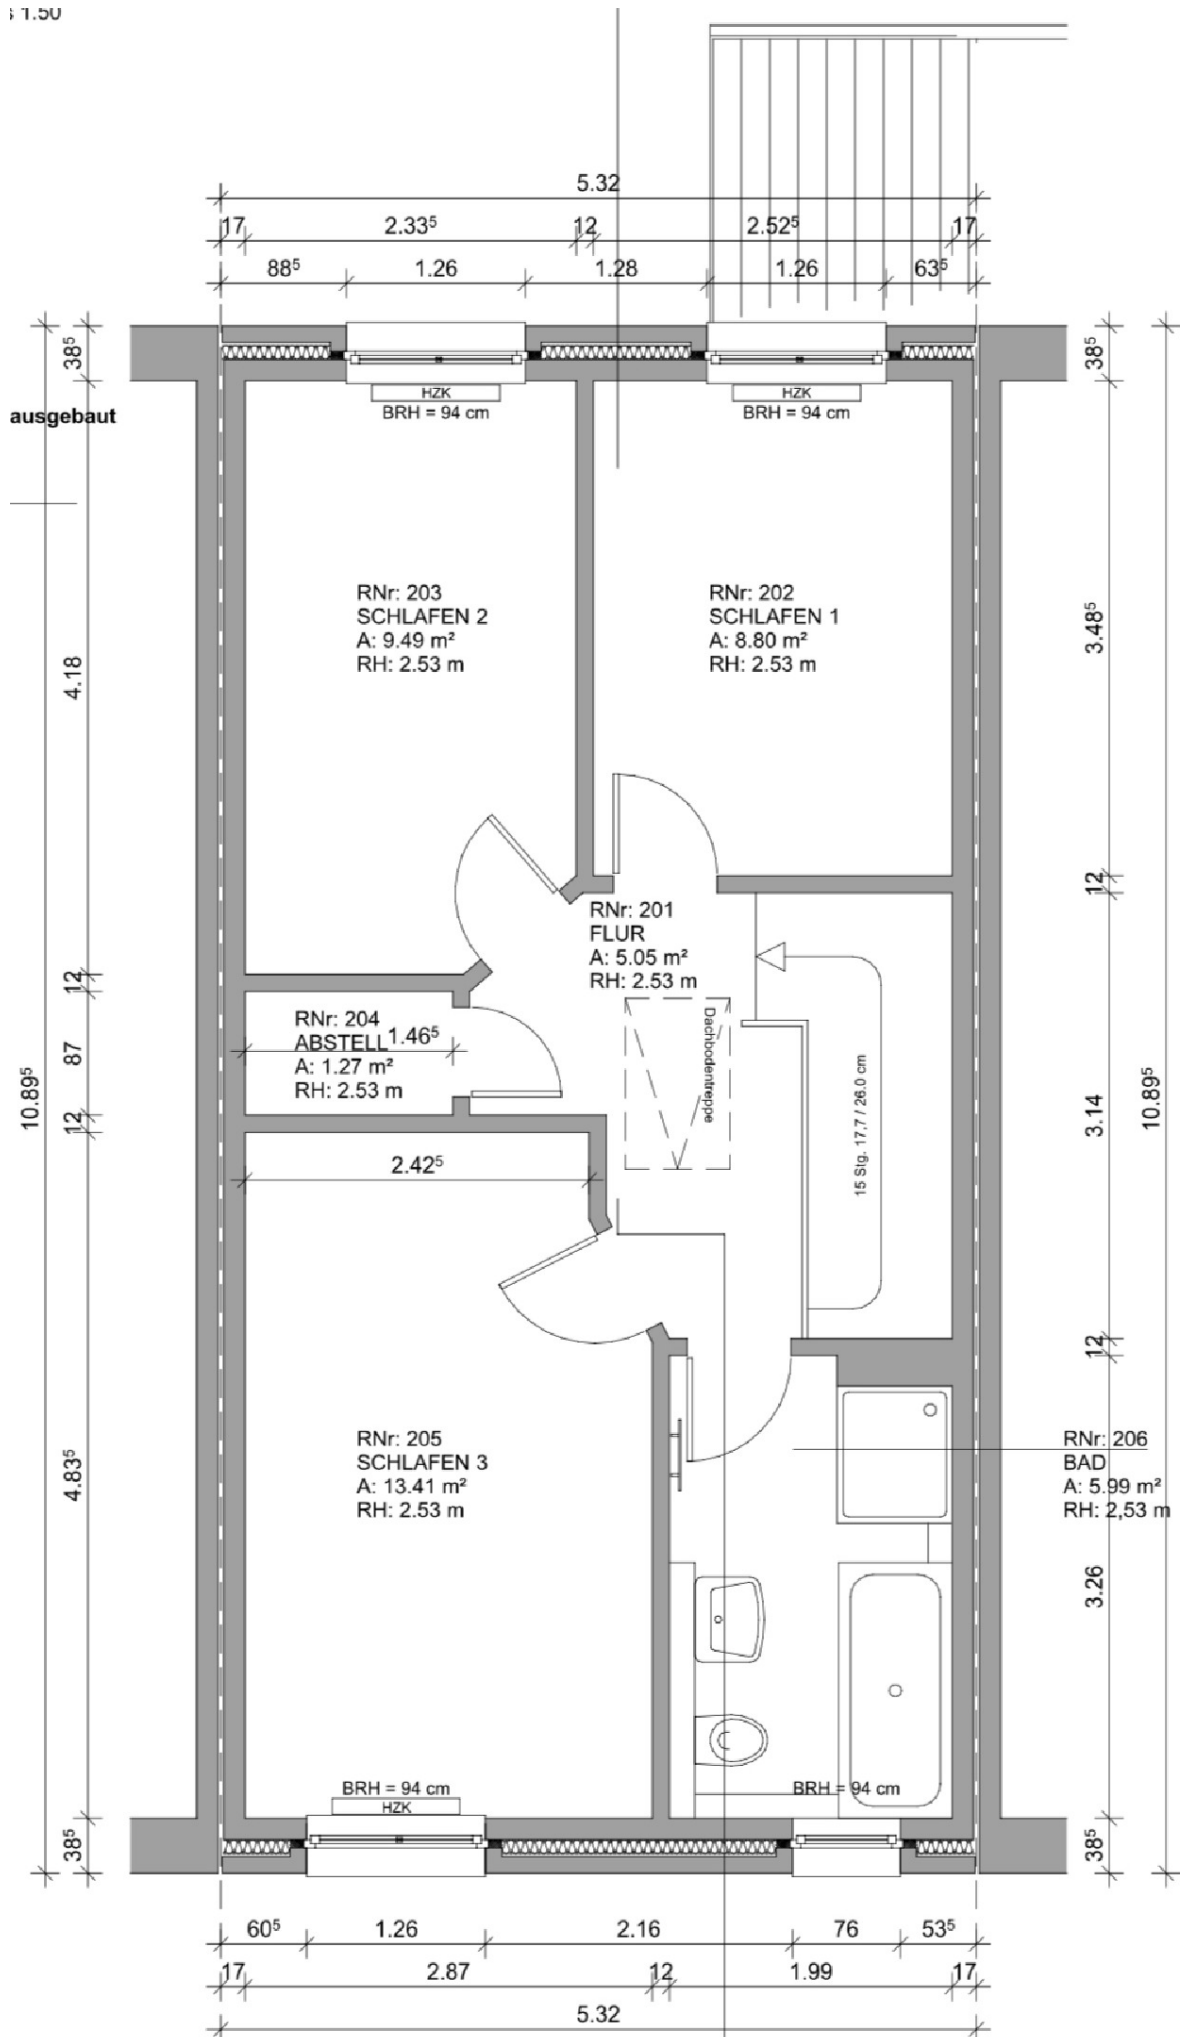 1.50
5.32
17 2.33⁵ 12 2.52⁵ 17
88⁵ 1.26 1.28 1.26 63⁵
38⁵
38⁵
HZK
BRH = 94 cm
HZK
BRH = 94 cm
ausgebaut
RNr: 203
SCHLAFEN 2
A: 9.49 m²
RH: 2.53 m
RNr: 202
SCHLAFEN 1
A: 8.80 m²
RH: 2.53 m
4.18
3.48⁵
12
RNr: 201
FLUR
A: 5.05 m²
RH: 2.53 m
Dachbodentreppe
12
RNr: 204
ABSTELL
A: 1.27 m²
RH: 2.53 m
1.46⁵
87
12
10.89⁵
15 Stg. 17,7 / 26.0 cm
3.14
10.89⁵
2.42⁵
12
RNr: 205
SCHLAFEN 3
A: 13.41 m²
RH: 2.53 m
4.83⁵
RNr: 206
BAD
A: 5.99 m²
RH: 2,53 m
3.26
BRH = 94 cm
HZK
BRH = 94 cm
38⁵
38⁵
60⁵ 1.26 2.16 76 53⁵
17 2.87 12 1.99 17
5.32